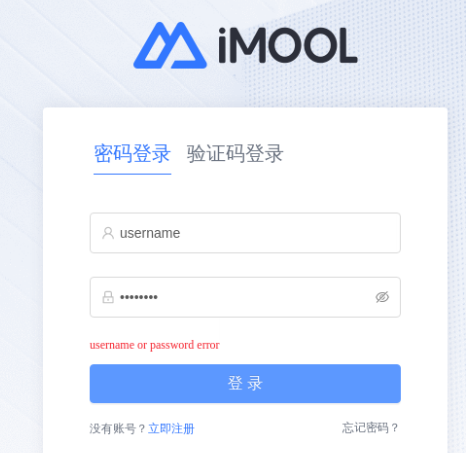 iMOOL
密码登录 验证码登录
username
••••••••
username or password error
登 录
没有账号？立即注册 忘记密码？